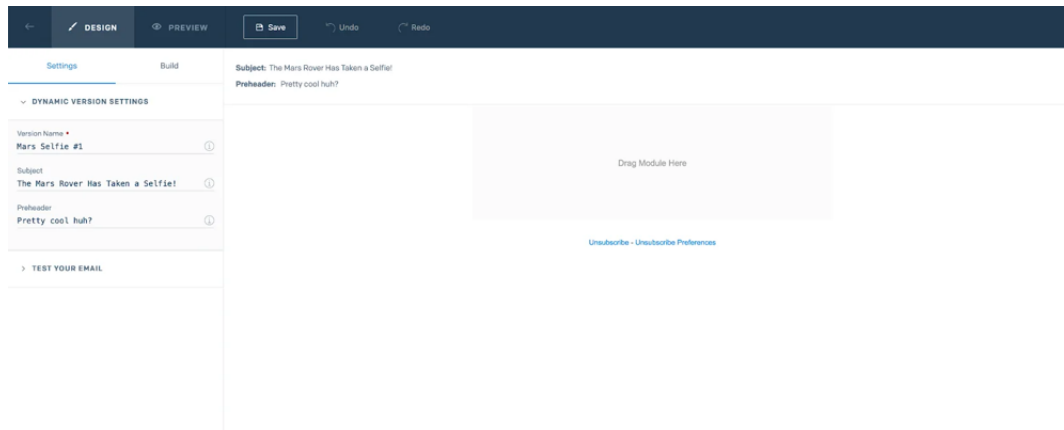 DESIGN
PREVIEW
Save
Undo
Redo
Settings
Build
DYNAMIC VERSION SETTINGS
Version Name •
Mars Selfie #1
Subject
The Mars Rover Has Taken a Selfie!
Preheader
Pretty cool huh?
TEST YOUR EMAIL
Subject: The Mars Rover Has Taken a Selfie!
Preheader: Pretty cool huh?
Drag Module Here
Unsubscribe - Unsubscribe Preferences